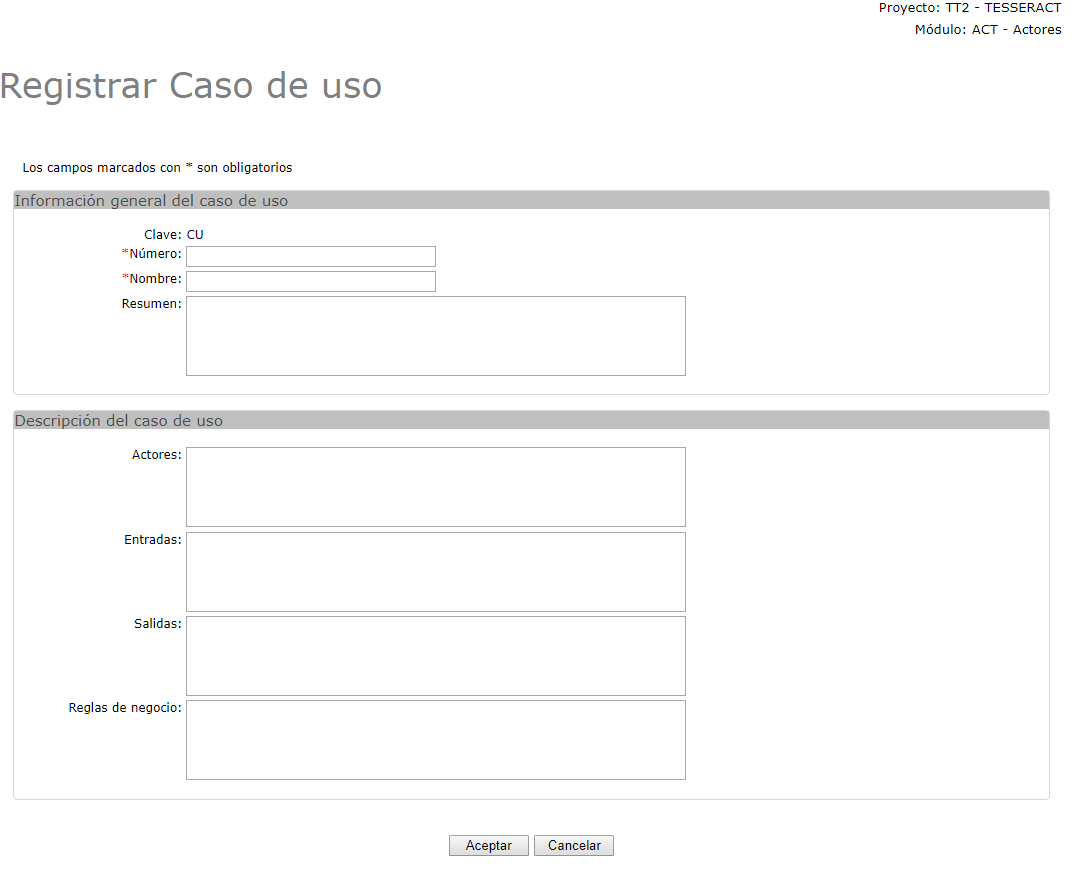 Proyecto: TT2 - TESSERACT
Módulo: ACT - Actores
Registrar Caso de uso
Los campos marcados con * son obligatorios
Información general del caso de uso
Clave: CU
*Número:
*Nombre:
Resumen:
Descripción del caso de uso
Actores:
Entradas:
Salidas:
Reglas de negocio:
Aceptar Cancelar